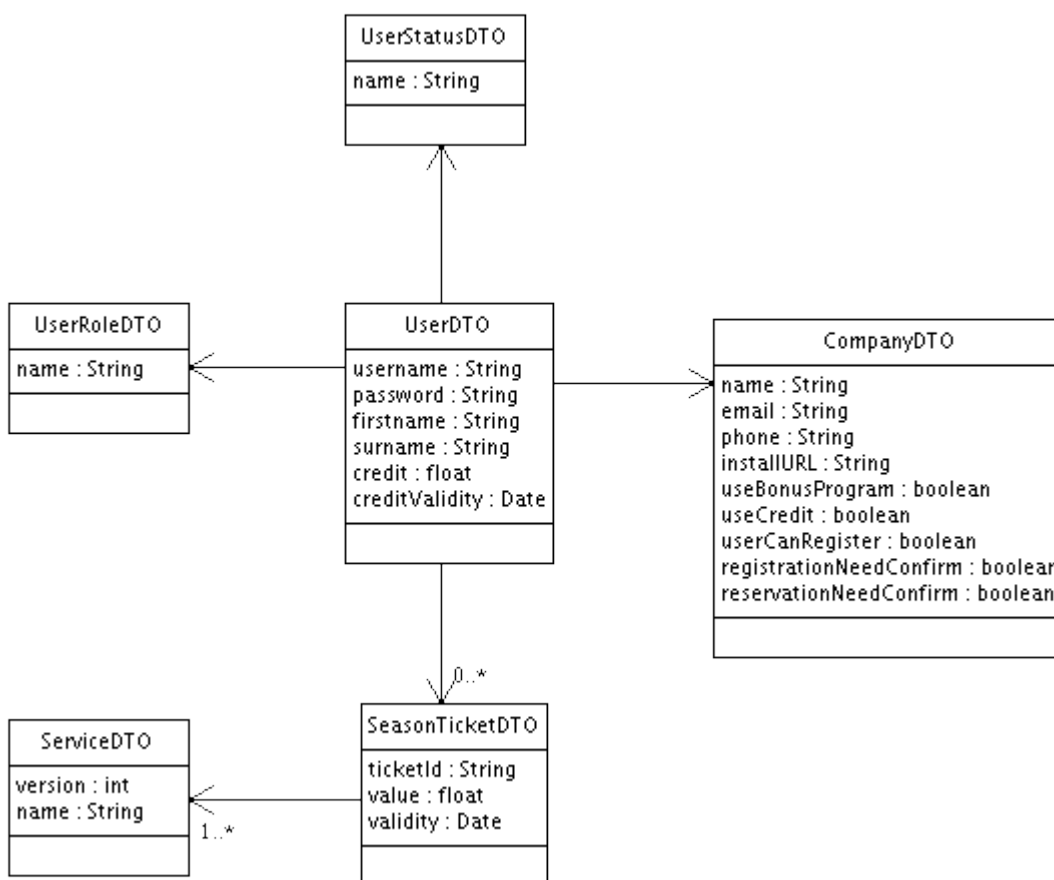 UserStatusDTO
name : String
UserRoleDTO
name : String
UserDTO
username : String
password : String
firstname : String
surname : String
credit : float
creditValidity : Date
CompanyDTO
name : String
email : String
phone : String
installURL : String
useBonusProgram : boolean
useCredit : boolean
userCanRegister : boolean
registrationNeedConfirm : boolean
reservationNeedConfirm : boolean
0..*
ServiceDTO
version : int
name : String
1..*
SeasonTicketDTO
ticketId : String
value : float
validity : Date